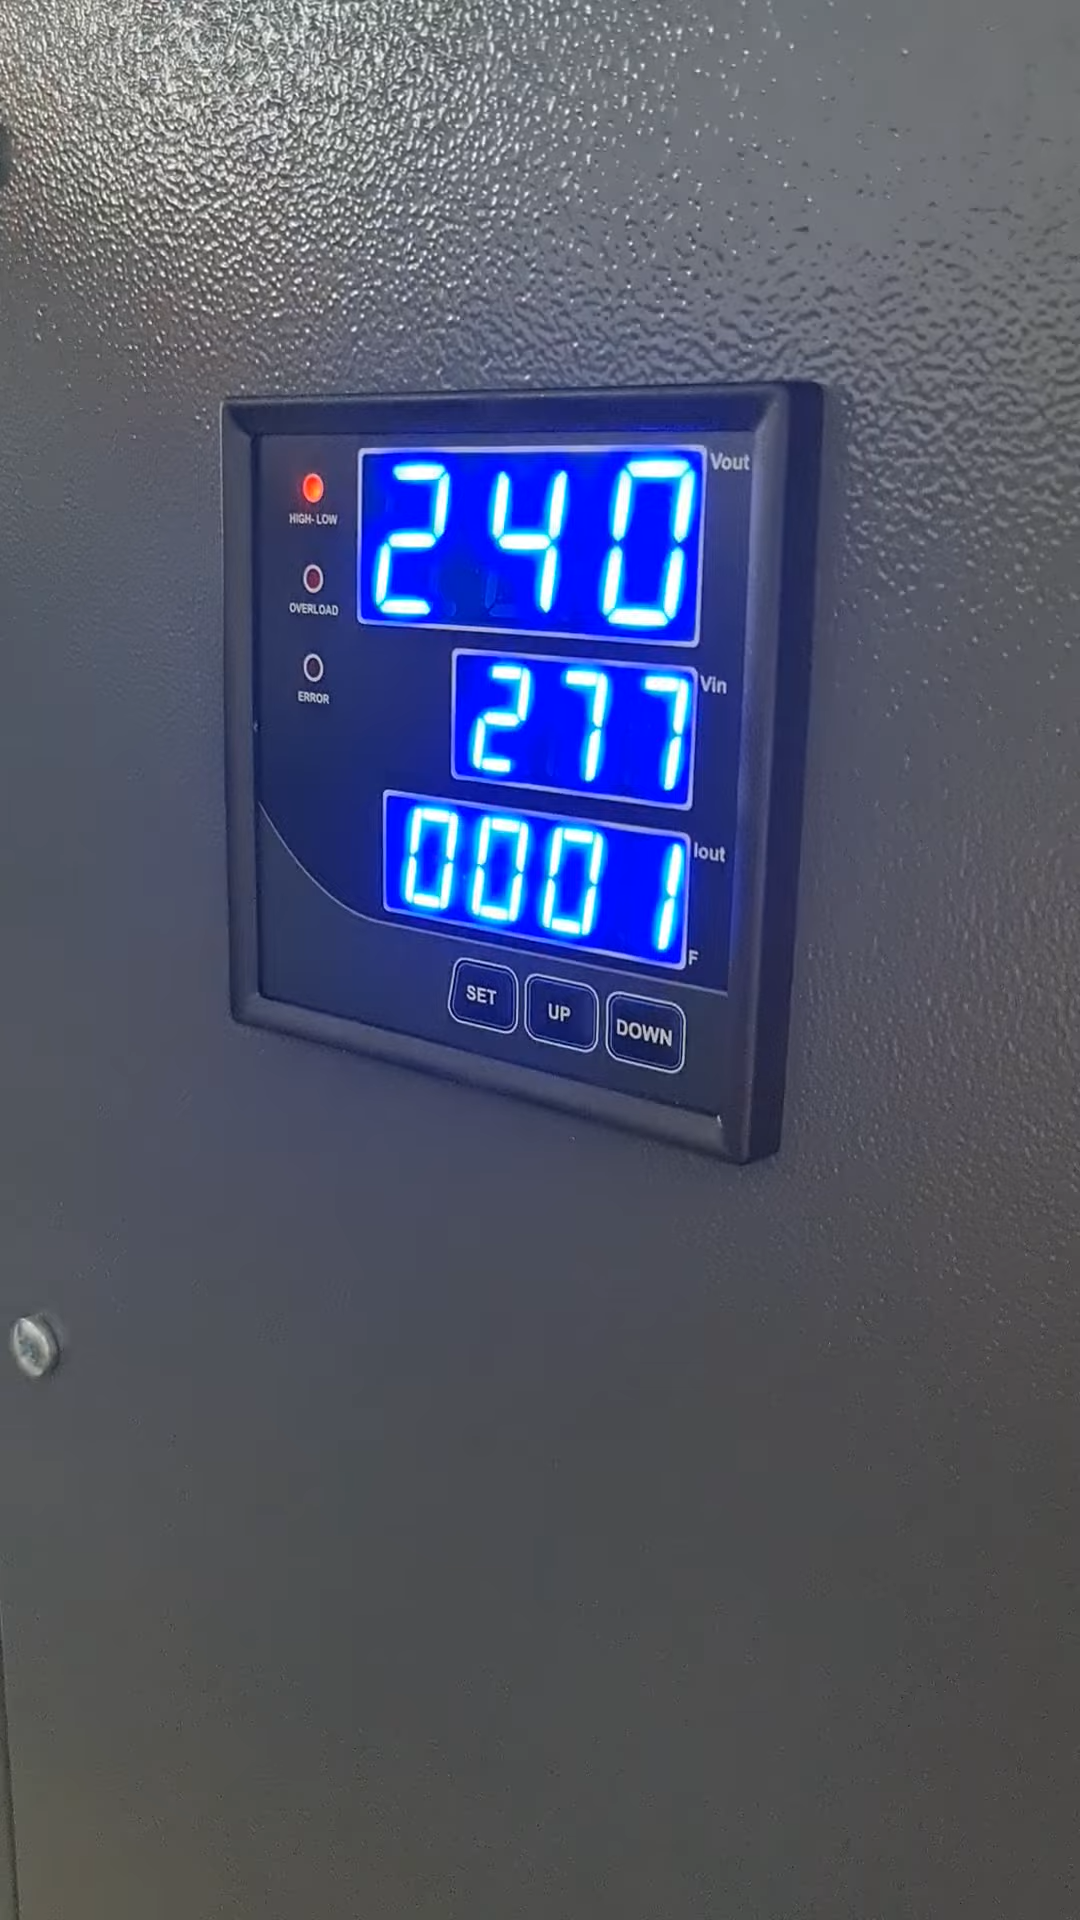 240 Vout
HIGH-LOW
OVERLOAD
277 Vin
ERROR
0001 Iout
F
SET UP DOWN